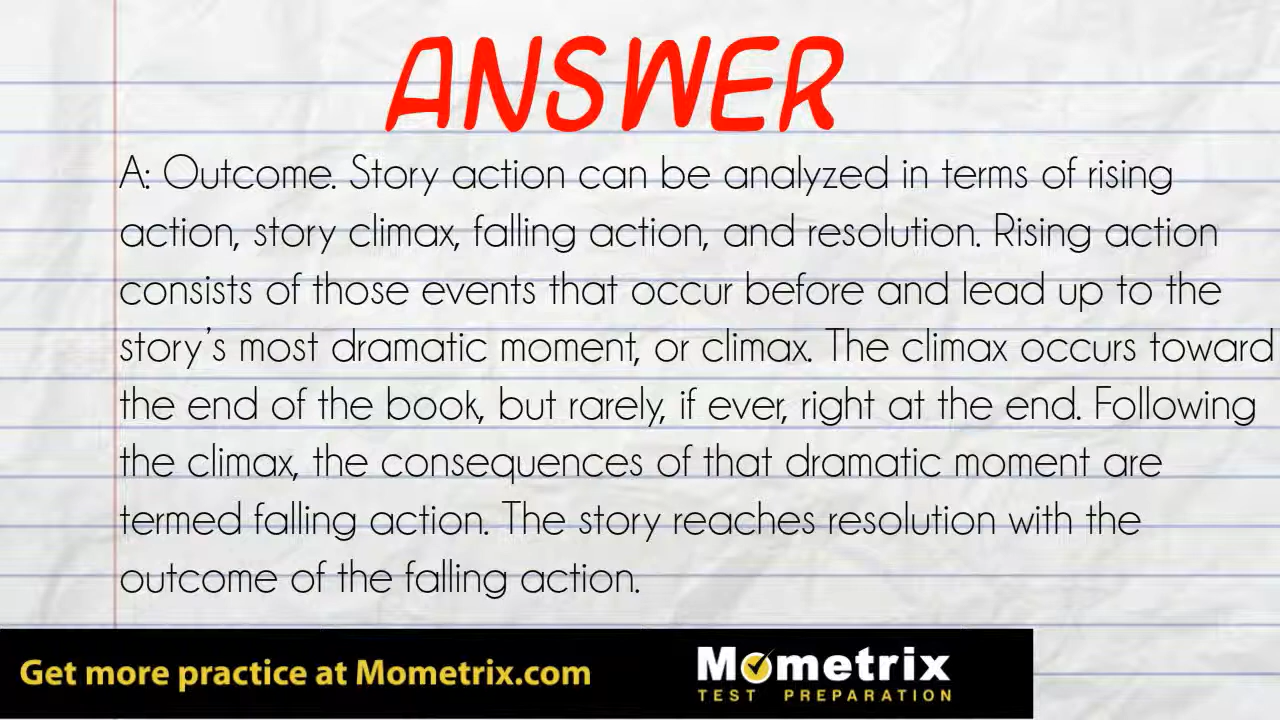 ANSWER
A: Outcome. Story action can be analyzed in terms of rising
action, story climax, falling action, and resolution. Rising action
consists of those events that occur before and lead up to the
story’s most dramatic moment, or climax. The climax occurs toward
the end of the book, but rarely, if ever, right at the end. Following
the climax, the consequences of that dramatic moment are
termed falling action. The story reaches resolution with the
outcome of the falling action.
Get more practice at Mometrix.com
Mometrix
TEST PREPARATION